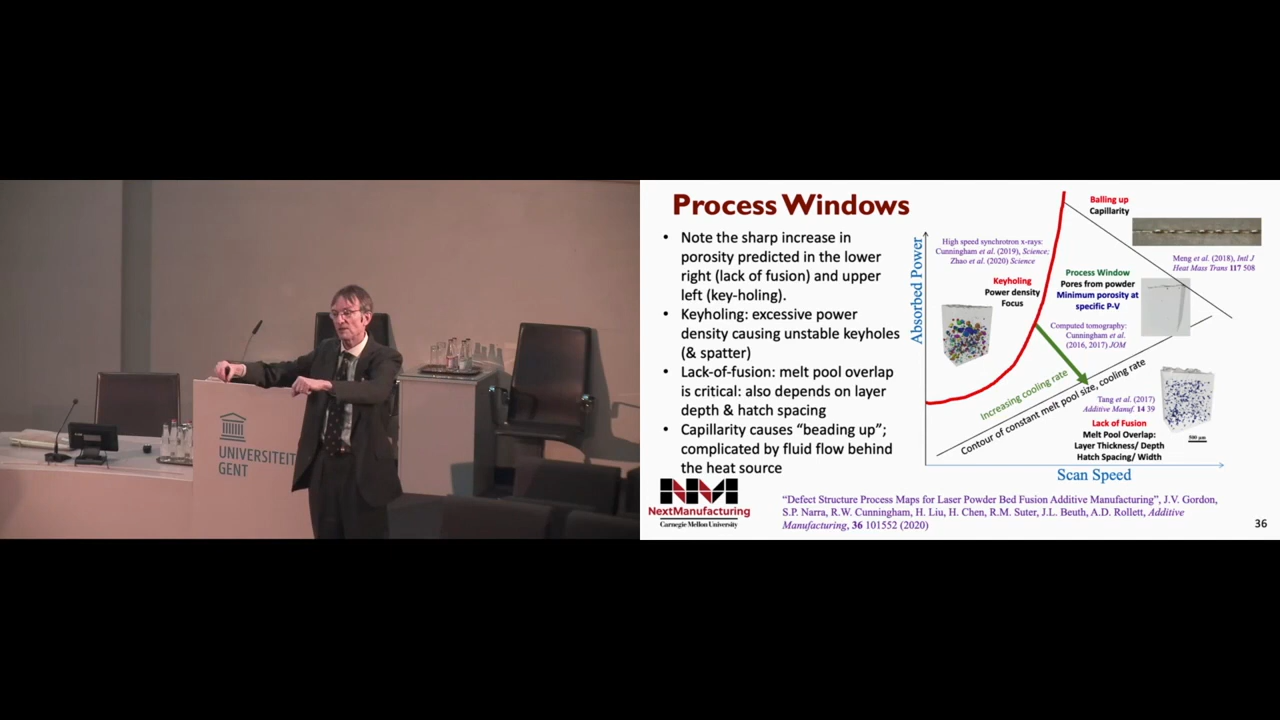 UNIVERSITEIT
GENT
Process Windows
• Note the sharp increase in
porosity predicted in the lower
right (lack of fusion) and upper
left (key-holing).
• Keyholing: excessive power
density causing unstable keyholes
(& spatter)
• Lack-of-fusion: melt pool overlap
is critical: also depends on layer
depth & hatch spacing
• Capillarity causes “beading up”;
complicated by fluid flow behind
the heat source
Absorbed Power
High speed synchrotron x-rays:
Cunningham et al. (2019), Science;
Zhao et al. (2020) Science
Keyholing
Power density
Focus
Balling up
Capillarity
Meng et al. (2018), Intl J
Heat Mass Trans 117 508
Process Window
Pores from powder
Minimum porosity at
specific P-V
Computed tomography:
Cunningham et al.
(2016, 2017) JOM
Increasing cooling rate
Contour of constant melt pool size, cooling rate
Tang et al. (2017)
Additive Manuf. 14 39
Lack of Fusion
Melt Pool Overlap:
Layer Thickness/ Depth
Hatch Spacing/ Width
500 μm
Scan Speed
NextManufacturing
Carnegie Mellon University
“Defect Structure Process Maps for Laser Powder Bed Fusion Additive Manufacturing”, J.V. Gordon,
S.P. Narra, R.W. Cunningham, H. Liu, H. Chen, R.M. Suter, J.L. Beuth, A.D. Rollett, Additive
Manufacturing, 36 101552 (2020)
36